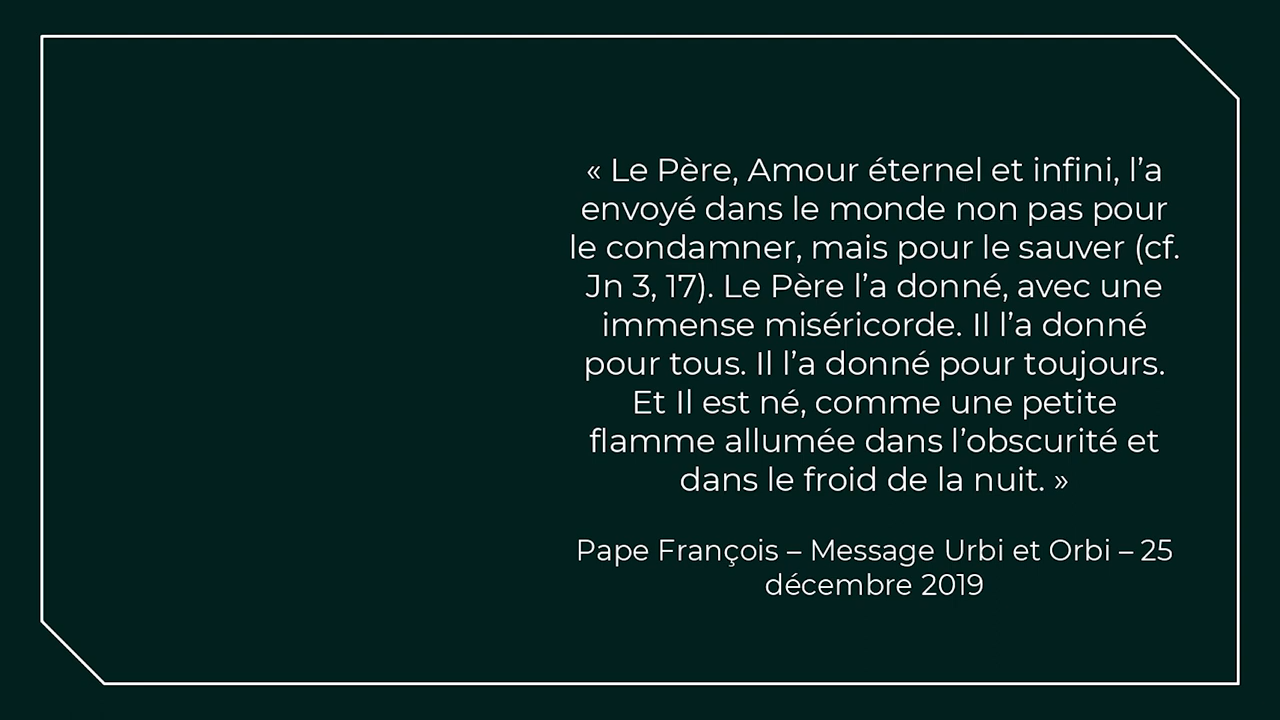 « Le Père, Amour éternel et infini, l’a
envoyé dans le monde non pas pour
le condamner, mais pour le sauver (cf.
Jn 3, 17). Le Père l’a donné, avec une
immense miséricorde. Il l’a donné
pour tous. Il l’a donné pour toujours.
Et Il est né, comme une petite
flamme allumée dans l’obscurité et
dans le froid de la nuit. »
Pape François – Message Urbi et Orbi – 25
décembre 2019